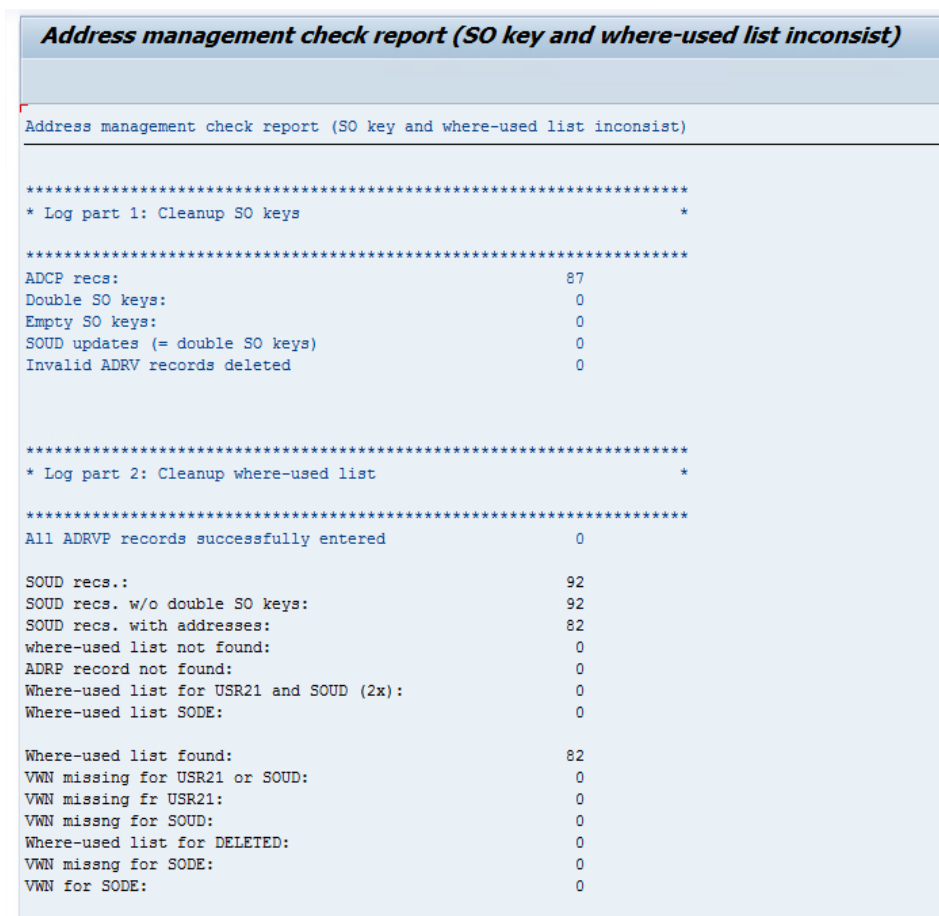 Address management check report (SO key and where-used list inconsist)
Address management check report (SO key and where-used list inconsist)
**********************************************************************
* Log part 1: Cleanup SO keys *
**********************************************************************
ADCP recs: 87
Double SO keys: 0
Empty SO keys: 0
SOUD updates (= double SO keys) 0
Invalid ADRV records deleted 0
**********************************************************************
* Log part 2: Cleanup where-used list *
**********************************************************************
All ADRVP records successfully entered 0
SOUD recs.: 92
SOUD recs. w/o double SO keys: 92
SOUD recs. with addresses: 82
where-used list not found: 0
ADRP record not found: 0
Where-used list for USR21 and SOUD (2x): 0
Where-used list SODE: 0
Where-used list found: 82
VWN missing for USR21 or SOUD: 0
VWN missing fr USR21: 0
VWN missng for SOUD: 0
Where-used list for DELETED: 0
VWN missng for SODE: 0
VWN for SODE: 0